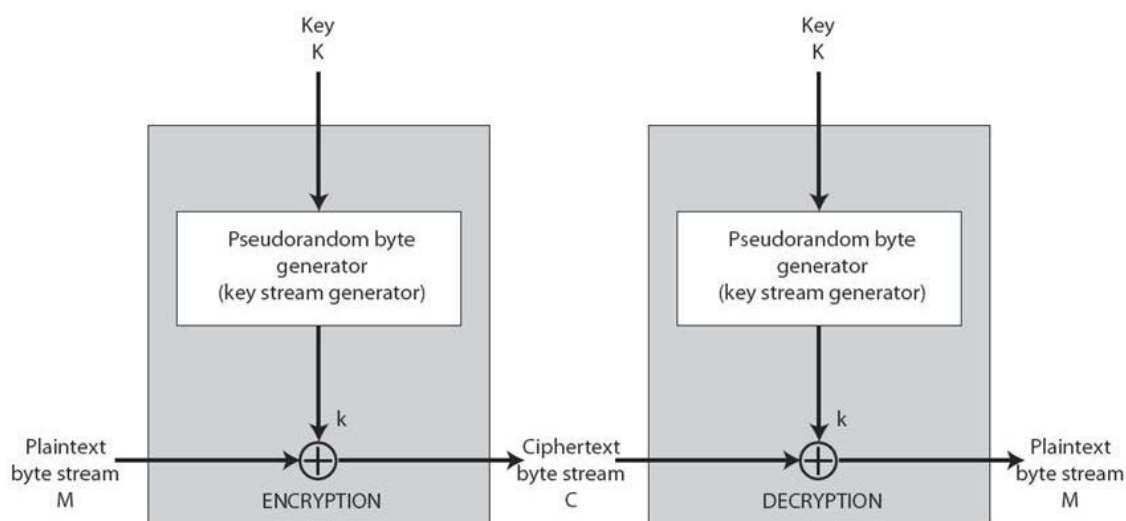 Key
K
Key
K
Pseudorandom byte
generator
(key stream generator)
Pseudorandom byte
generator
(key stream generator)
k
k
Plaintext
byte stream
M
ENCRYPTION
Ciphertext
byte stream
C
DECRYPTION
Plaintext
byte stream
M